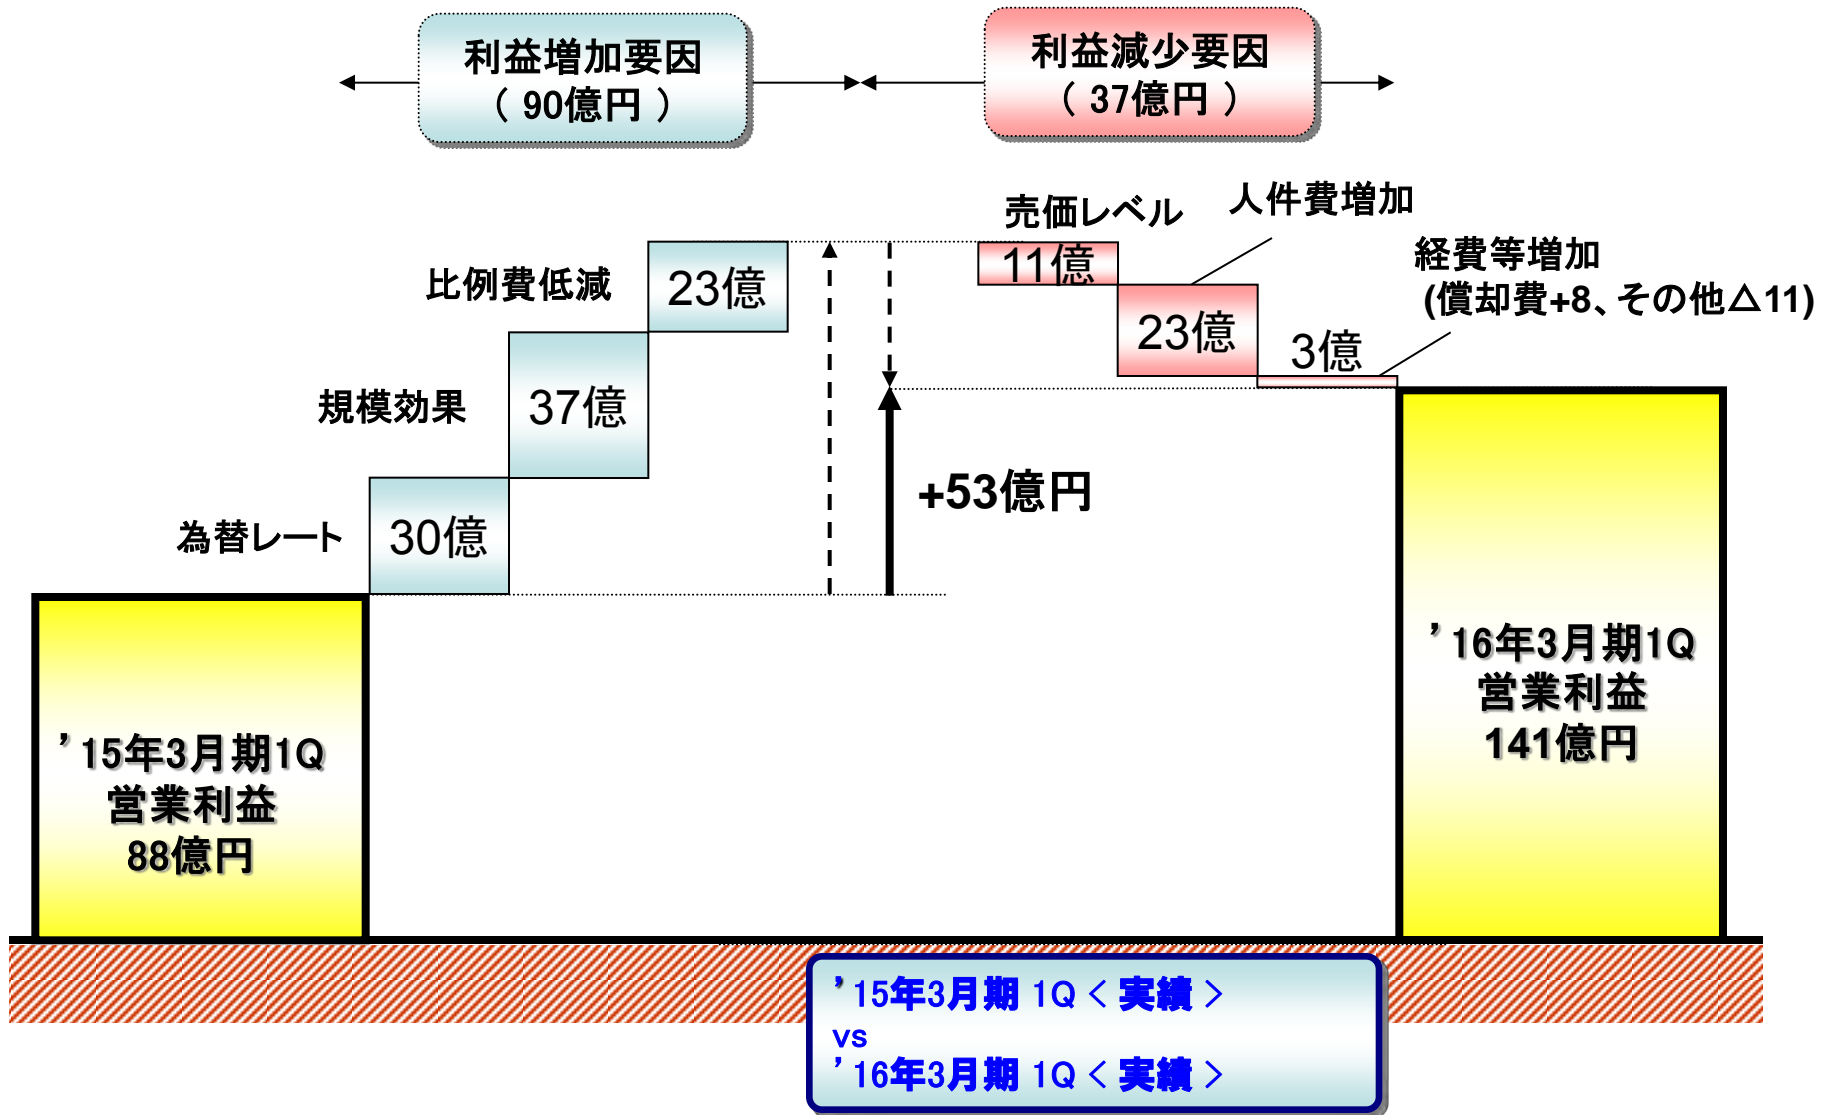 利益増加要因
（ 90億円 ）
利益減少要因
（ 37億円 ）
売価レベル
人件費増加
11億
経費等増加
(償却費+8、その他△11)
比例費低減
23億
23億
3億
規模効果
37億
+53億円
為替レート
30億
’16年3月期1Q
営業利益
141億円
’15年3月期1Q
営業利益
88億円
’15年3月期 1Q < 実績 >
vs
’16年3月期 1Q < 実績 >